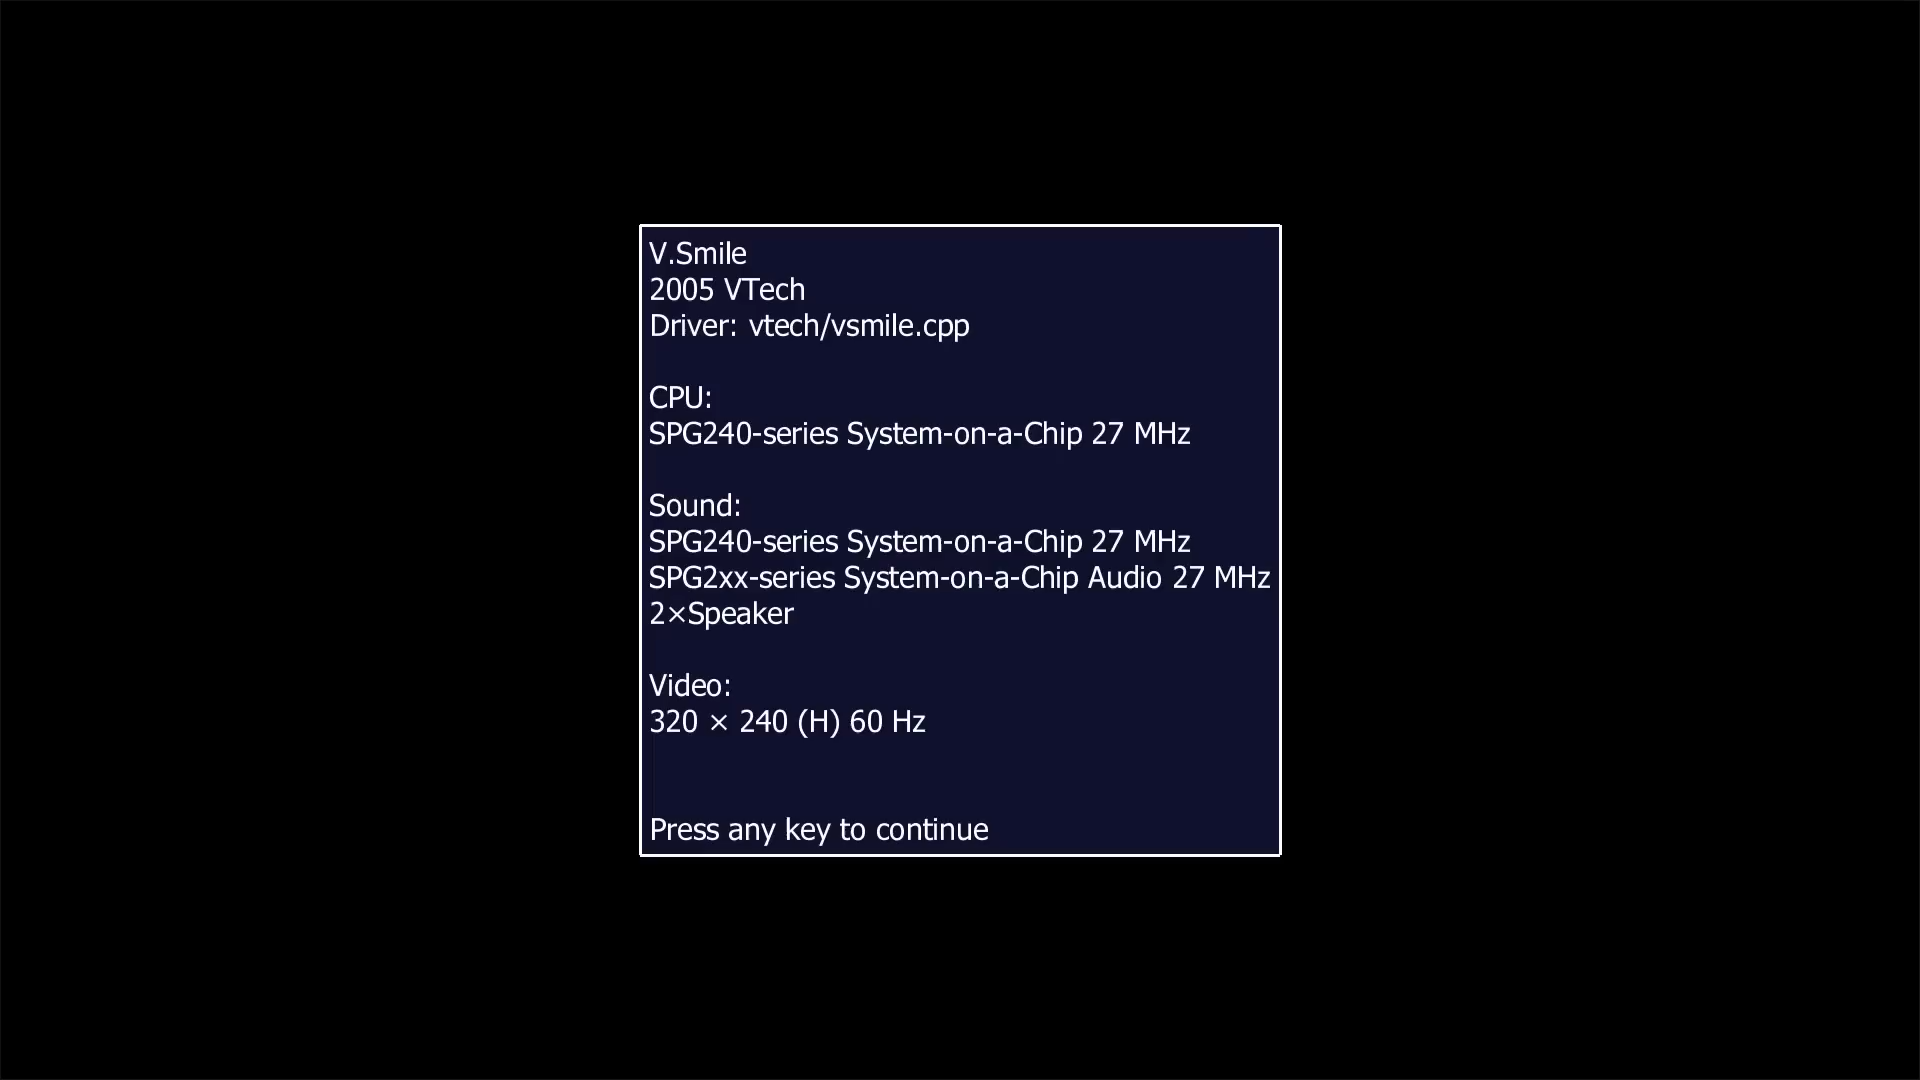 V.Smile
2005 VTech
Driver: vtech/vsmile.cpp
CPU:
SPG240-series System-on-a-Chip 27 MHz
Sound:
SPG240-series System-on-a-Chip 27 MHz
SPG2xx-series System-on-a-Chip Audio 27 MHz
2×Speaker
Video:
320 × 240 (H) 60 Hz
Press any key to continue